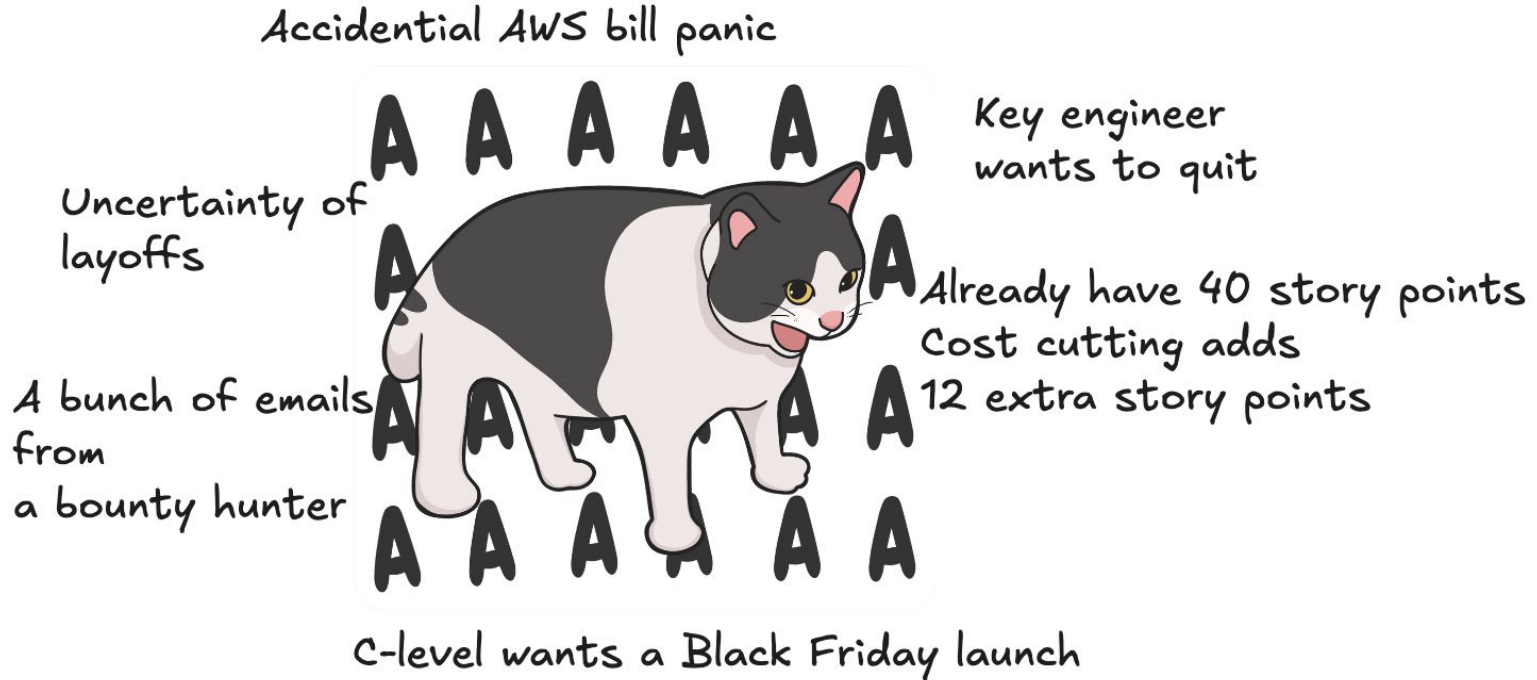 Accidential AWS bill panic
A A A A A A
Key engineer
wants to quit
Uncertainty of
layoffs
A A
Already have 40 story points
Cost cutting adds
12 extra story points
A bunch of emails
from
a bounty hunter
A A A A A A
A A A A A A
C-level wants a Black Friday launch